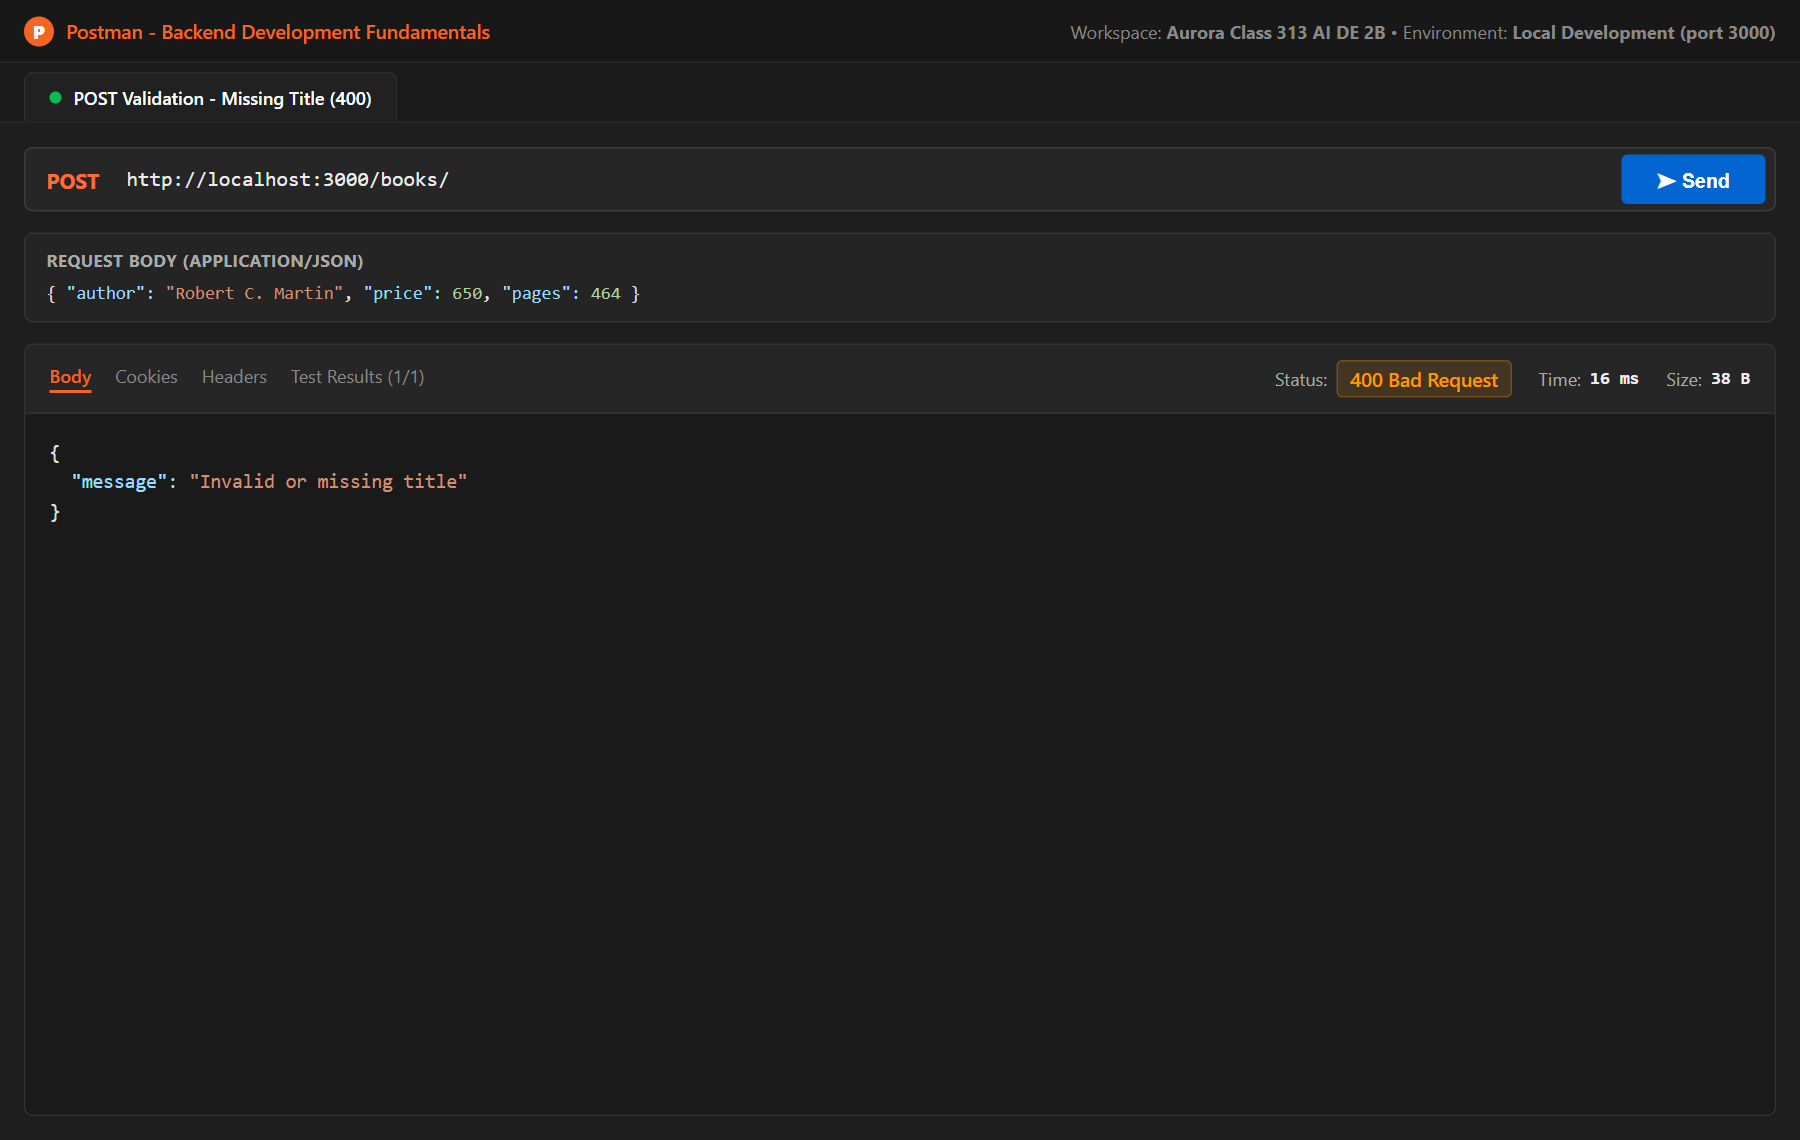 P Postman - Backend Development Fundamentals
Workspace: Aurora Class 313 AI DE 2B • Environment: Local Development (port 3000)
POST Validation - Missing Title (400)
POST http://localhost:3000/books/
➤ Send
REQUEST BODY (APPLICATION/JSON)
{ "author": "Robert C. Martin", "price": 650, "pages": 464 }
Body Cookies Headers Test Results (1/1)
Status: 400 Bad Request Time: 16 ms Size: 38 B
{
"message": "Invalid or missing title"
}